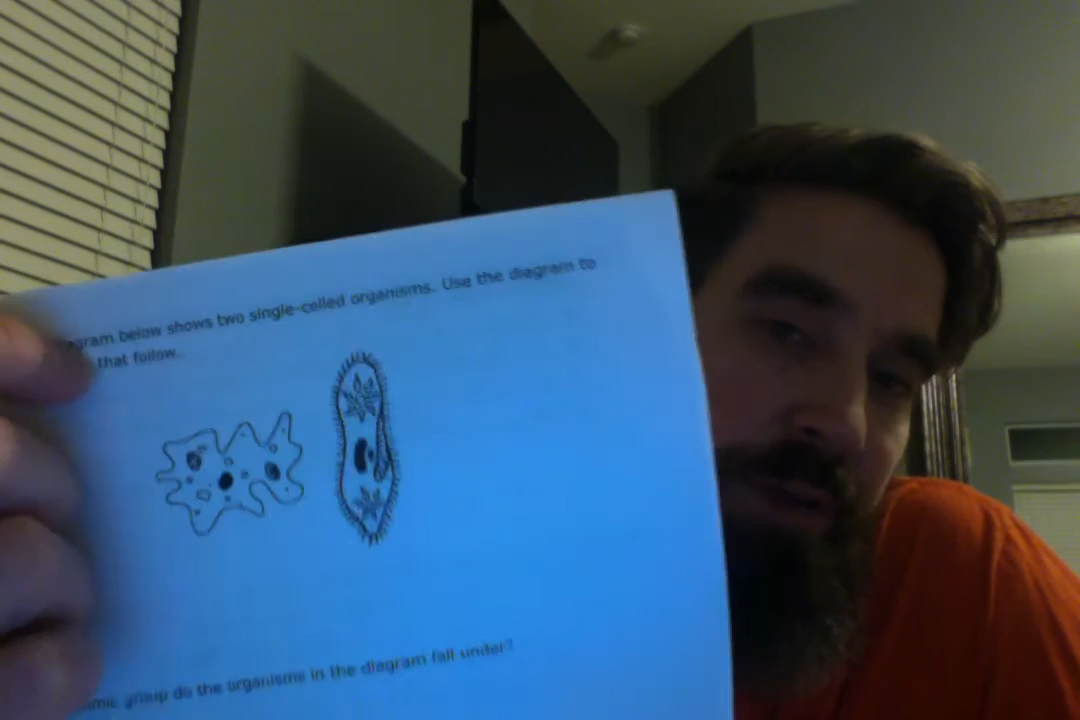 agram below shows two single-celled organisms. Use the diagram to
that follow.
group do the organisms in the diagram fall under?